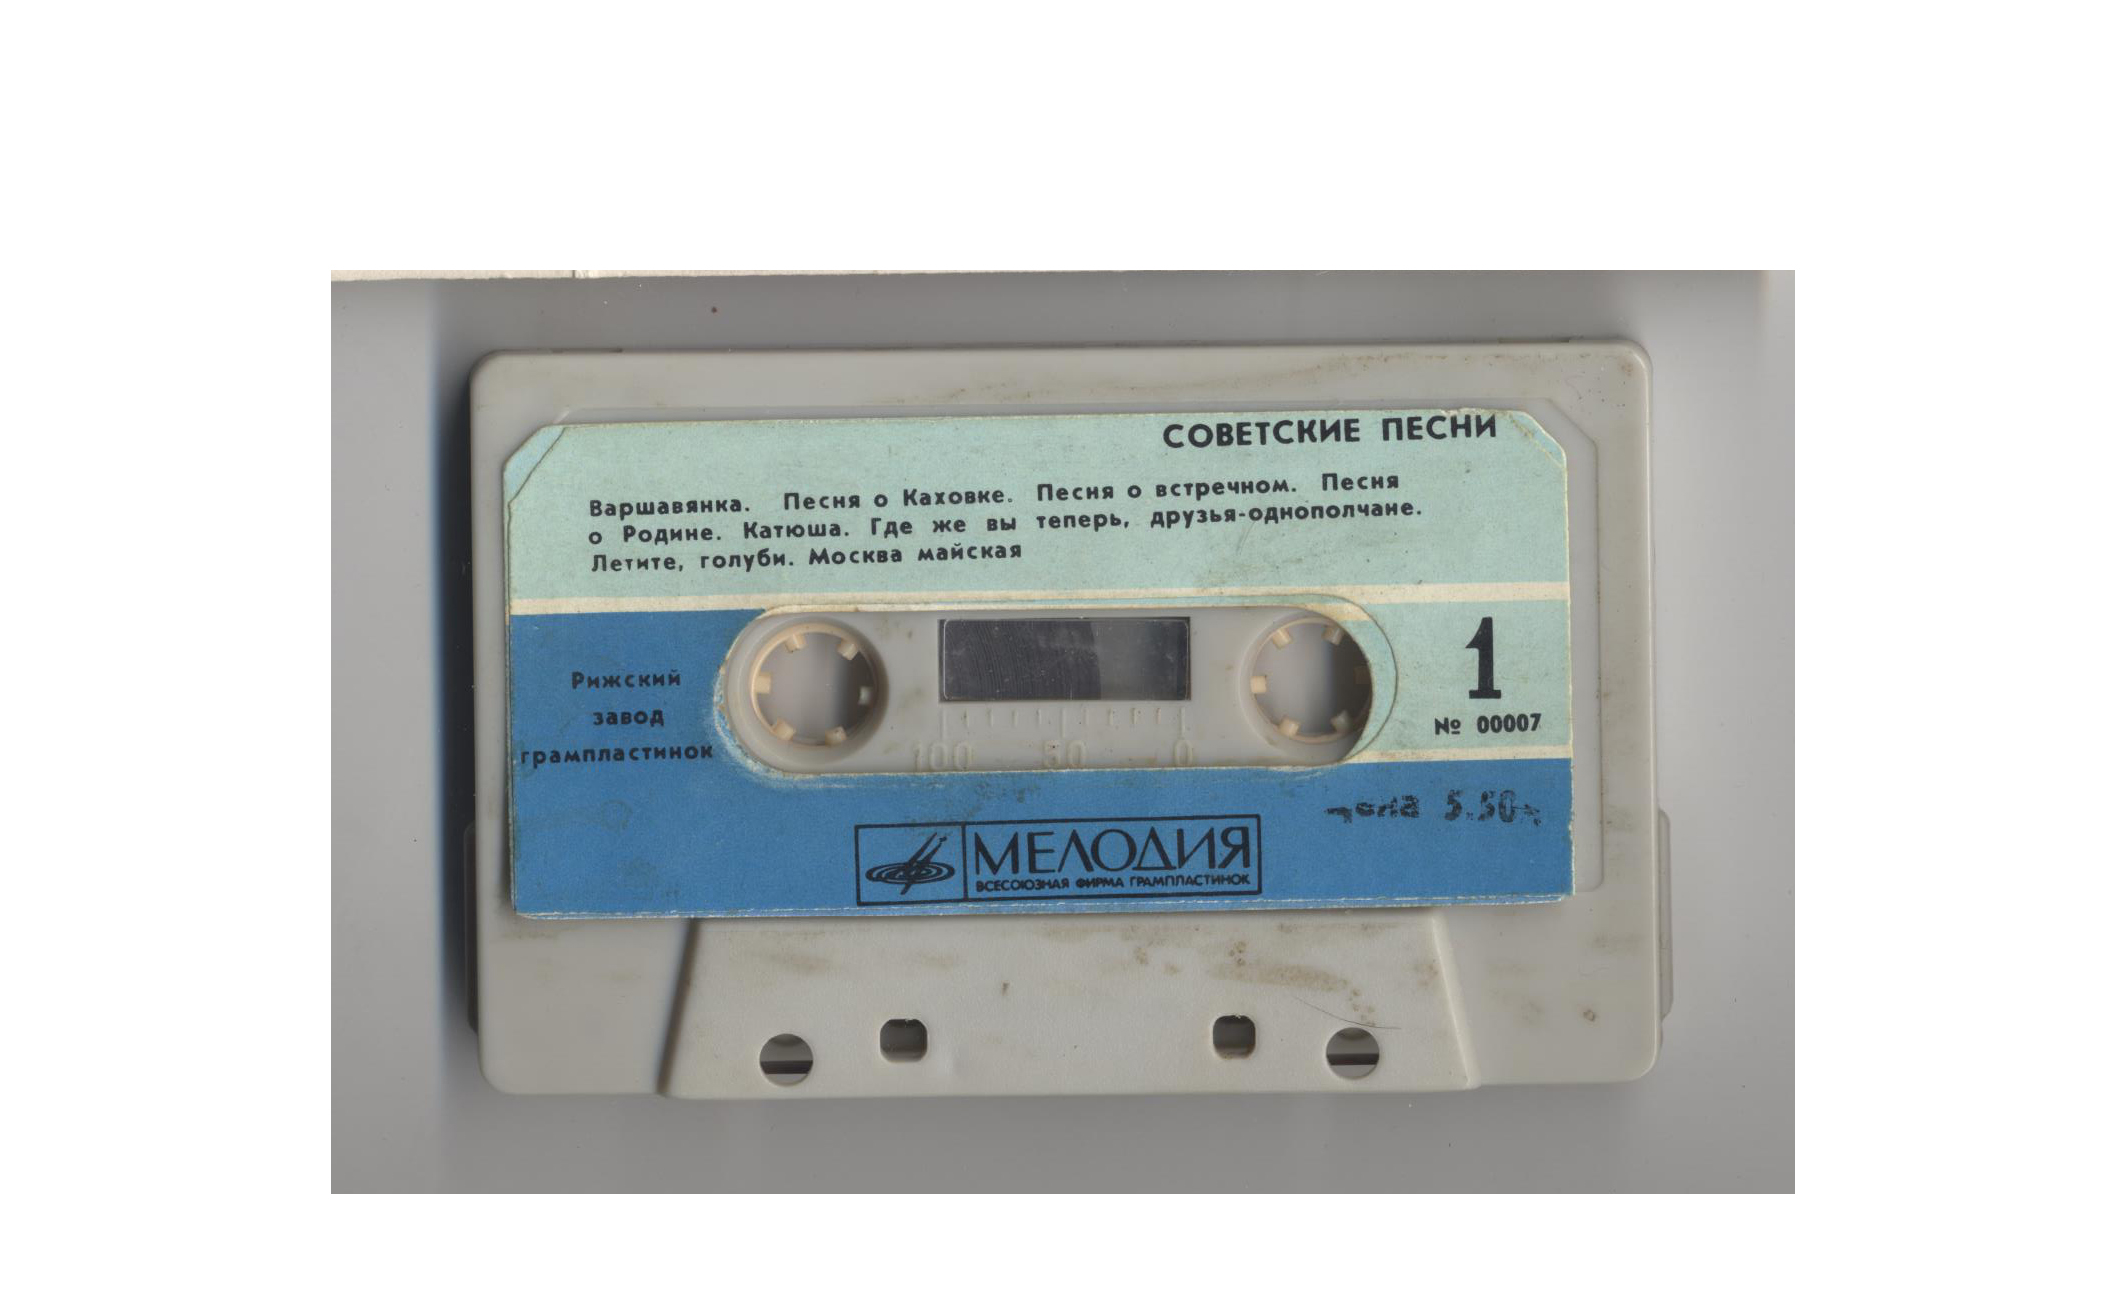 СОВЕТСКИЕ ПЕСНИ
Варшавянка. Песня о Каховке. Песня о встречном. Песня
о Родине. Катюша. Где же вы теперь, друзья-однополчане.
Летите, голуби. Москва майская
Рижский
завод
грампластинок
1
№ 00007
100 50 0
цена 5.50
МЕЛОДИЯ
ВСЕСОЮЗНАЯ ФИРМА ГРАМПЛАСТИНОК